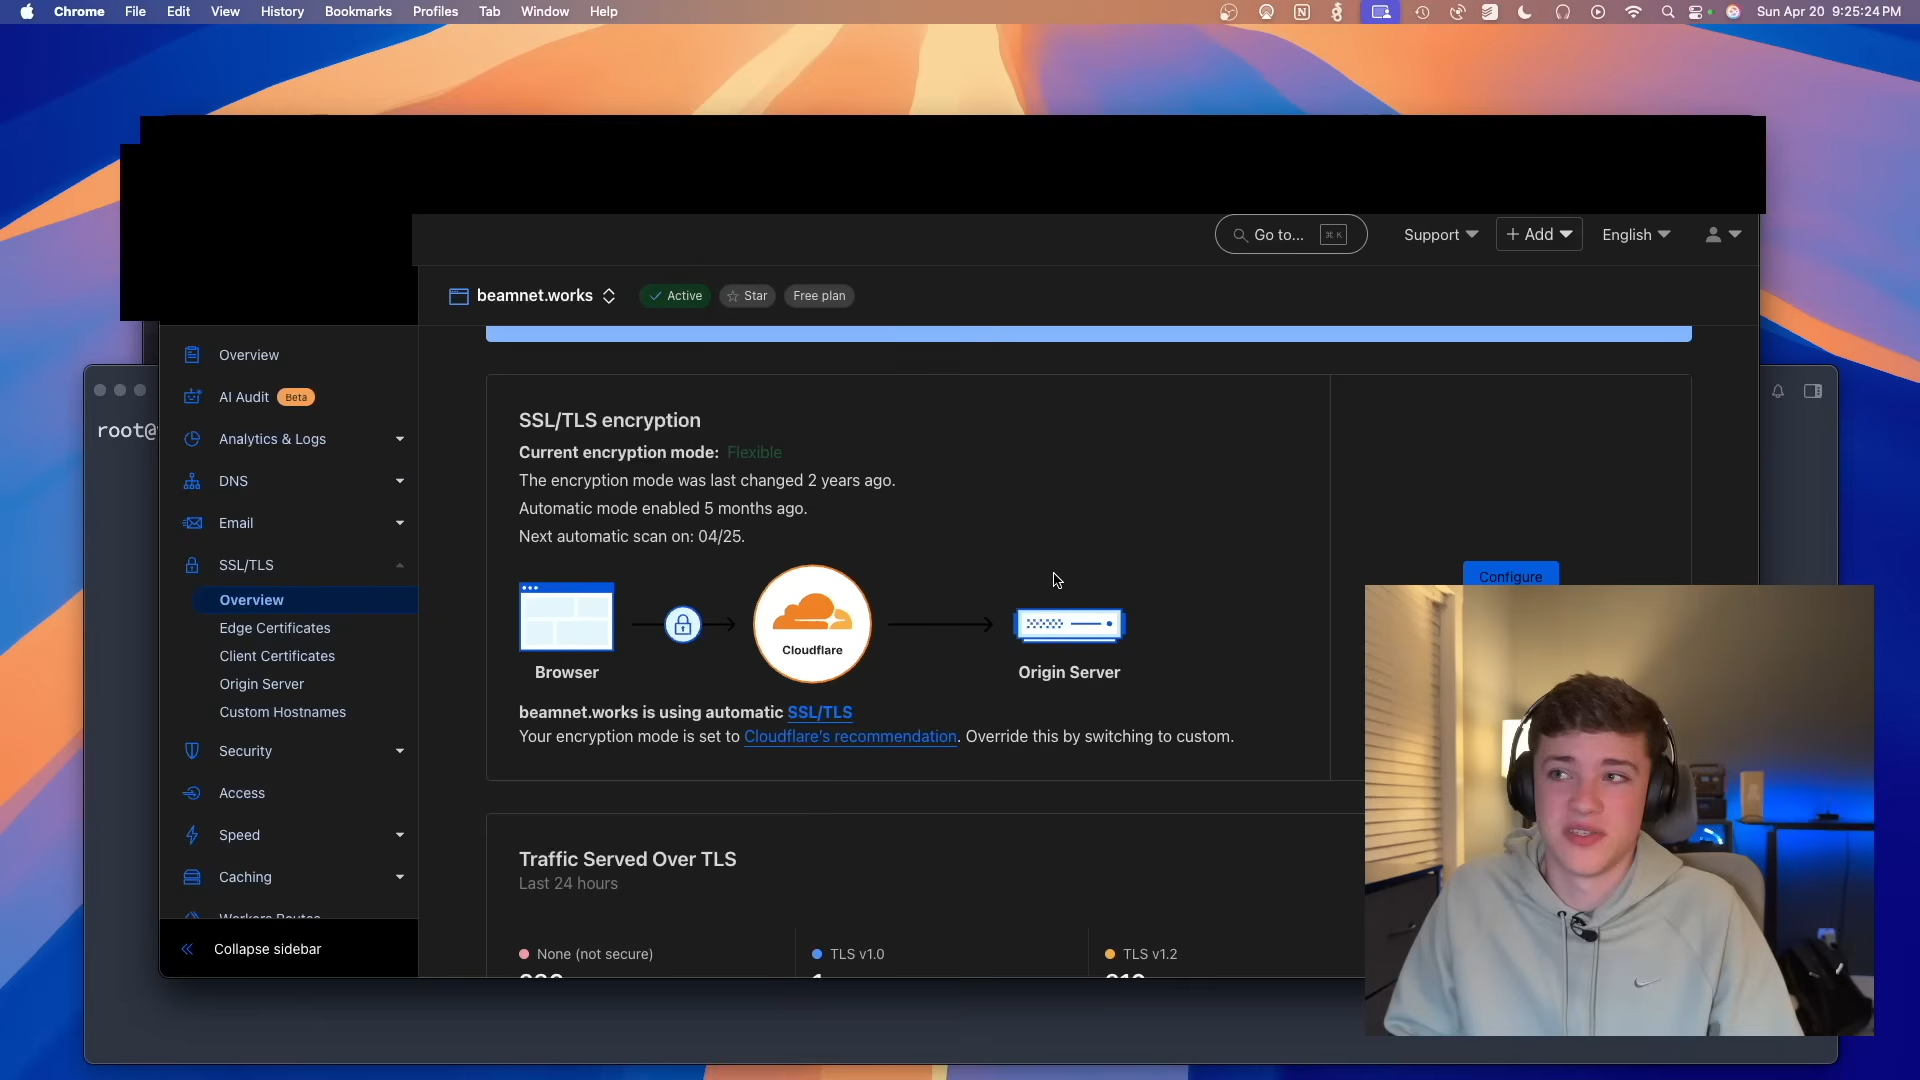 Chrome File Edit View History Bookmarks Profiles Tab Window Help Sun Apr 20 9:25:24 PM
Go to... ⌘ K Support + Add English
beamnet.works Active Star Free plan
Overview
AI Audit Beta
Analytics & Logs
DNS
Email
SSL/TLS
Overview
Edge Certificates
Client Certificates
Origin Server
Custom Hostnames
Security
Access
Speed
Caching
Workers Routes
Collapse sidebar
root@
SSL/TLS encryption
Current encryption mode: Flexible
The encryption mode was last changed 2 years ago.
Automatic mode enabled 5 months ago.
Next automatic scan on: 04/25.
Configure
Cloudflare
Browser Origin Server
beamnet.works is using automatic SSL/TLS
Your encryption mode is set to Cloudflare's recommendation. Override this by switching to custom.
Traffic Served Over TLS
Last 24 hours
None (not secure) TLS v1.0 TLS v1.2